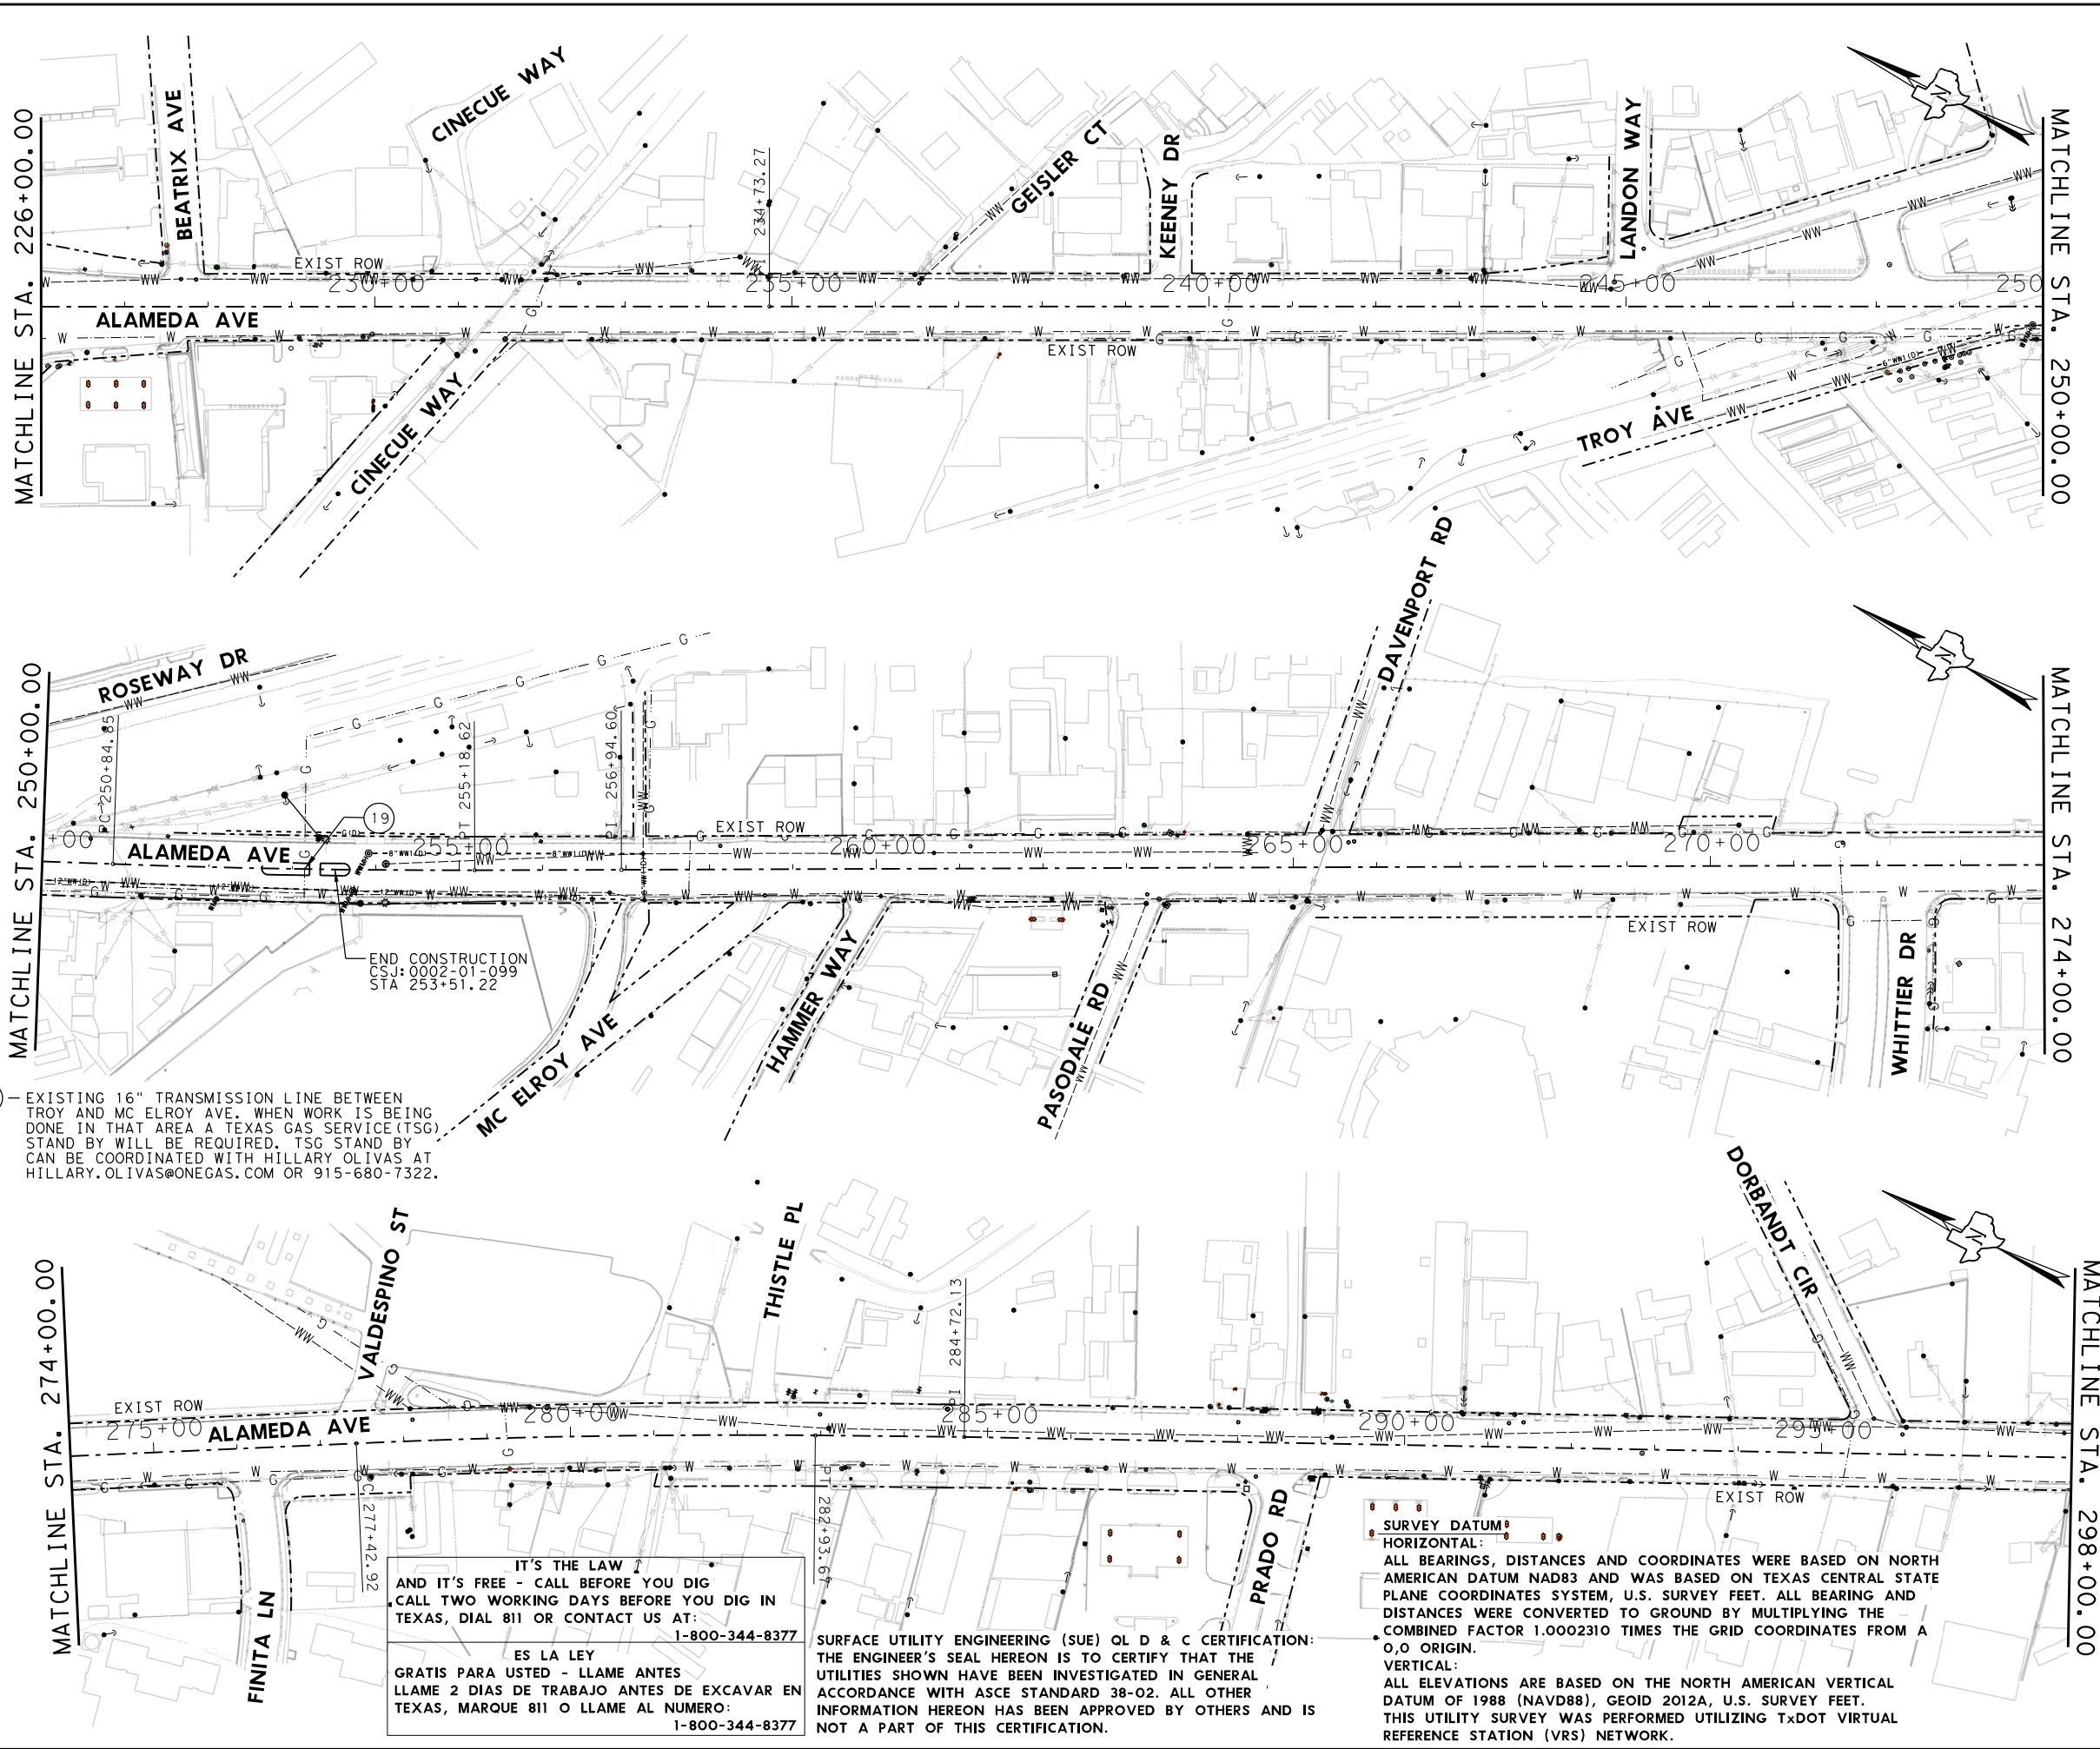 MATCHLINE STA. 226+00.00
BEATRIX AVE
CINECUE WAY
PI 234+73.27
GEISLER CT
KEENEY DR
LANDON WAY
MATCHLINE STA. 250+00.00
EXIST ROW
230+00
235+00
240+00
245+00
250
ALAMEDA AVE
EXIST ROW
CINECUE WAY
TROY AVE
6"WW(D)
DAVENPORT RD
MATCHLINE STA. 250+00.00
ROSEWAY DR
PC 250+84.85
PT 255+18.62
PI 256+94.60
19
EXIST ROW
+00
255+00
260+00
265+00
270+00
ALAMEDA AVE
8"WW(D)
8"WW(D)
12"WW(D)
12"WW(D)
12"WW(D)
EXIST ROW
END CONSTRUCTION
CSJ:0002-01-099
STA 253+51.22
MC ELROY AVE
HAMMER WAY
PASODALE RD
WHITTIER DR
MATCHLINE STA. 274+00.00
EXISTING 16" TRANSMISSION LINE BETWEEN
TROY AND MC ELROY AVE. WHEN WORK IS BEING
DONE IN THAT AREA A TEXAS GAS SERVICE(TSG)
STAND BY WILL BE REQUIRED. TSG STAND BY
CAN BE COORDINATED WITH HILLARY OLIVAS AT
HILLARY.OLIVAS@ONEGAS.COM OR 915-680-7322.
MATCHLINE STA. 274+00.00
VALDESPINO ST
THISTLE PL
PI 284+72.13
DORBANDT CIR
MATCHLINE STA. 298+00.00
EXIST ROW
275+00
280+00
285+00
290+00
295+00
ALAMEDA AVE
PC 277+42.92
PT 282+93.67
EXIST ROW
FINITA LN
PRADO RD
IT'S THE LAW
AND IT'S FREE - CALL BEFORE YOU DIG
CALL TWO WORKING DAYS BEFORE YOU DIG IN
TEXAS, DIAL 811 OR CONTACT US AT:
1-800-344-8377
ES LA LEY
GRATIS PARA USTED - LLAME ANTES
LLAME 2 DIAS DE TRABAJO ANTES DE EXCAVAR EN
TEXAS, MARQUE 811 O LLAME AL NUMERO:
1-800-344-8377
SURFACE UTILITY ENGINEERING (SUE) QL D & C CERTIFICATION:
THE ENGINEER'S SEAL HEREON IS TO CERTIFY THAT THE
UTILITIES SHOWN HAVE BEEN INVESTIGATED IN GENERAL
ACCORDANCE WITH ASCE STANDARD 38-02. ALL OTHER
INFORMATION HEREON HAS BEEN APPROVED BY OTHERS AND IS
NOT A PART OF THIS CERTIFICATION.
SURVEY DATUM
HORIZONTAL:
ALL BEARINGS, DISTANCES AND COORDINATES WERE BASED ON NORTH
AMERICAN DATUM NAD83 AND WAS BASED ON TEXAS CENTRAL STATE
PLANE COORDINATES SYSTEM, U.S. SURVEY FEET. ALL BEARING AND
DISTANCES WERE CONVERTED TO GROUND BY MULTIPLYING THE
COMBINED FACTOR 1.0002310 TIMES THE GRID COORDINATES FROM A
0,0 ORIGIN.
VERTICAL:
ALL ELEVATIONS ARE BASED ON THE NORTH AMERICAN VERTICAL
DATUM OF 1988 (NAVD88), GEOID 2012A, U.S. SURVEY FEET.
THIS UTILITY SURVEY WAS PERFORMED UTILIZING TxDOT VIRTUAL
REFERENCE STATION (VRS) NETWORK.